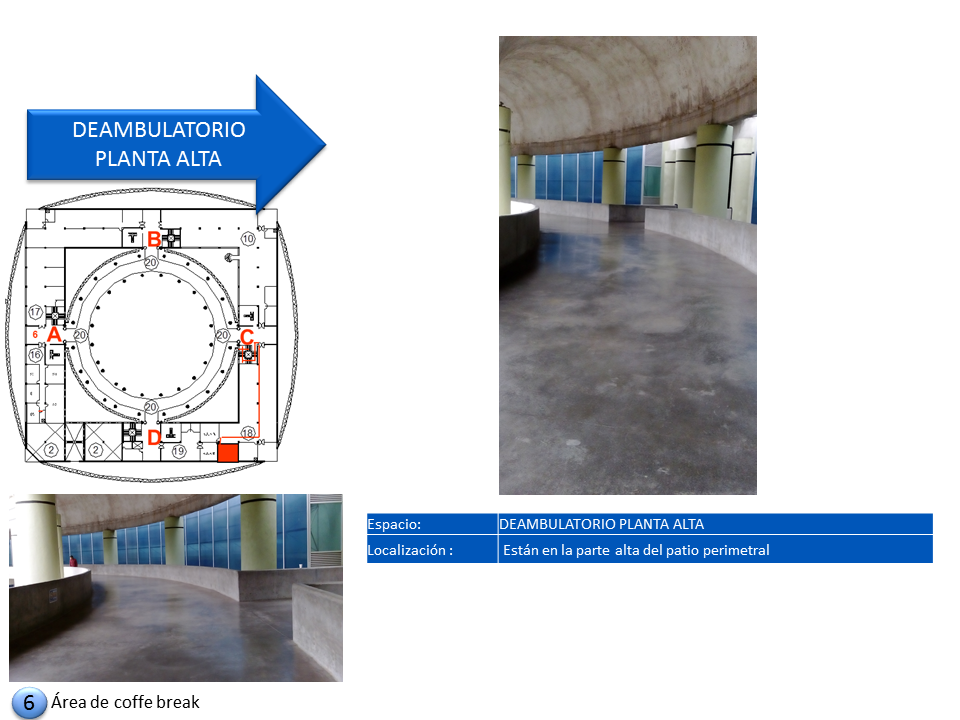 DEAMBULATORIO
PLANTA ALTA
B
10
20
17
6
A
20
20
C
16
20
D
18
2
2
19
Espacio:
DEAMBULATORIO PLANTA ALTA
Localización :
Están en la parte alta del patio perimetral
6
Área de coffe break